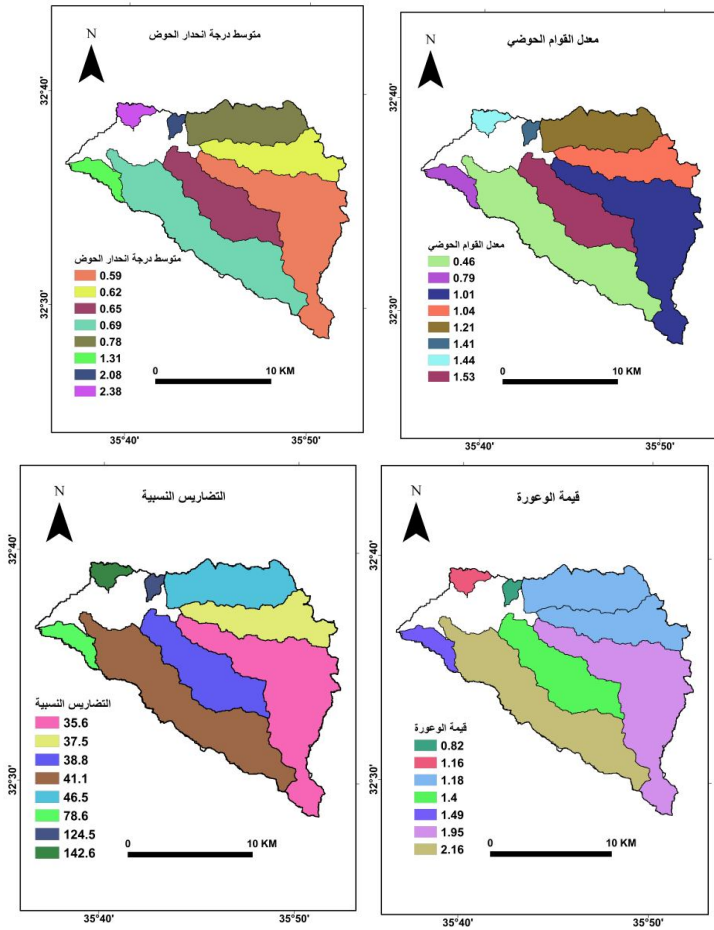 متوسط درجة انحدار الحوض
N
32°40'
32°30'
متوسط درجة انحدار الحوض
0.59
0.62
0.65
0.69
0.78
1.31
2.08
2.38
0 10 KM
35°40' 35°50'
معدل القوام الحوضي
N
32°40'
32°30'
معدل القوام الحوضي
0.46
0.79
1.01
1.04
1.21
1.41
1.44
1.53
0 10 KM
35°40' 35°50'
التضاريس النسبية
N
32°40'
32°30'
التضاريس النسبية
35.6
37.5
38.8
41.1
46.5
78.6
124.5
142.6
0 10 KM
35°40' 35°50'
قيمة الوعورة
N
32°40'
32°30'
قيمة الوعورة
0.82
1.16
1.18
1.4
1.49
1.95
2.16
0 10 KM
35°40' 35°50'